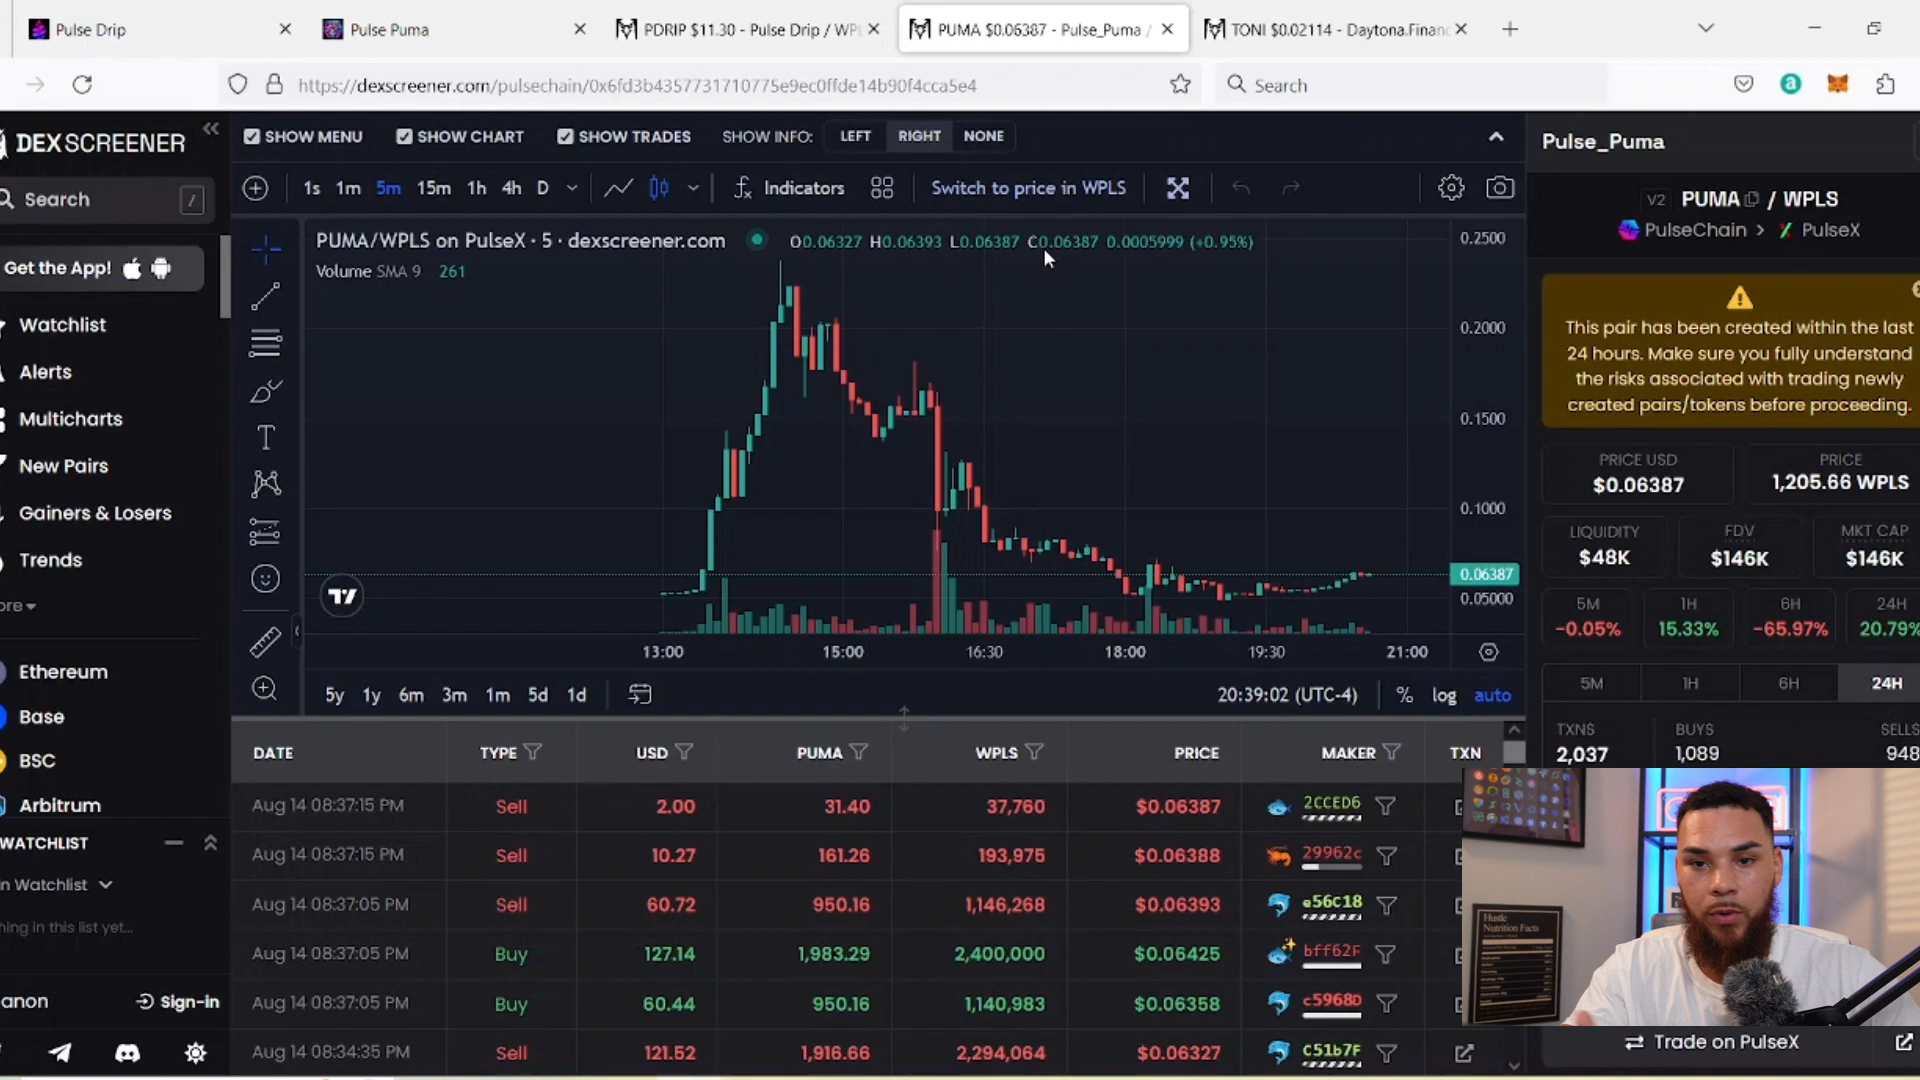 Pulse Drip
Pulse Puma
PDRIP $11.30 - Pulse Drip / WPL
PUMA $0.06387 - Pulse_Puma /
TONI $0.02114 - Daytona.Financ
https://dexscreener.com/pulsechain/0x6fd3b4357731710775e9ec0ffde14b90f4cca5e4
Search
DEX SCREENER
Search /
Get the App!
Watchlist
Alerts
Multicharts
New Pairs
Gainers & Losers
Trends
ore
Ethereum
Base
BSC
Arbitrum
WATCHLIST
n Watchlist
hing in this list yet...
anon
Sign-in
SHOW MENU SHOW CHART SHOW TRADES SHOW INFO: LEFT RIGHT NONE
1s 1m 5m 15m 1h 4h D Indicators Switch to price in WPLS
PUMA/WPLS on PulseX · 5 · dexscreener.com O0.06327 H0.06393 L0.06387 C0.06387 0.0005999 (+0.95%)
Volume SMA 9 261
0.2500
0.2000
0.1500
0.1000
0.06387
0.05000
13:00 15:00 16:30 18:00 19:30 21:00
5y 1y 6m 3m 1m 5d 1d 20:39:02 (UTC-4) % log auto
DATE TYPE USD PUMA WPLS PRICE MAKER TXN
Aug 14 08:37:15 PM Sell 2.00 31.40 37,760 $0.06387 2CCED6
Aug 14 08:37:15 PM Sell 10.27 161.26 193,975 $0.06388 29962c
Aug 14 08:37:05 PM Sell 60.72 950.16 1,146,268 $0.06393 e56C18
Aug 14 08:37:05 PM Buy 127.14 1,983.29 2,400,000 $0.06425 bff62F
Aug 14 08:37:05 PM Buy 60.44 950.16 1,140,983 $0.06358 c5968D
Aug 14 08:34:35 PM Sell 121.52 1,916.66 2,294,064 $0.06327 C51b7F
Pulse_Puma
V2 PUMA / WPLS
PulseChain > PulseX
This pair has been created within the last
24 hours. Make sure you fully understand
the risks associated with trading newly
created pairs/tokens before proceeding.
PRICE USD PRICE
$0.06387 1,205.66 WPLS
LIQUIDITY FDV MKT CAP
$48K $146K $146K
5M 1H 6H 24H
-0.05% 15.33% -65.97% 20.79%
5M 1H 6H 24H
TXNS BUYS SELLS
2,037 1,089 948
Hustle
Nutrition Facts
Trade on PulseX